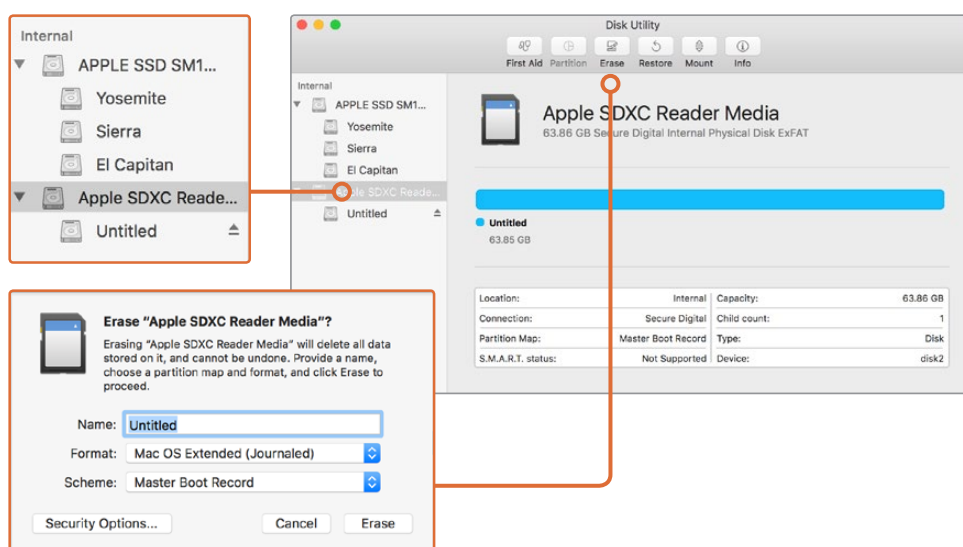 Internal
APPLE SSD SM1...
Yosemite
Sierra
El Capitan
Apple SDXC Reade...
Untitled
Disk Utility
First Aid Partition Erase Restore Mount Info
Internal
APPLE SSD SM1...
Yosemite
Sierra
El Capitan
Apple SDXC Reade...
Untitled
Apple SDXC Reader Media
63.86 GB Secure Digital Internal Physical Disk ExFAT
Untitled
63.85 GB
Location: Internal Capacity: 63.86 GB
Connection: Secure Digital Child count: 1
Partition Map: Master Boot Record Type: Disk
S.M.A.R.T. status: Not Supported Device: disk2
Erase “Apple SDXC Reader Media”?
Erasing “Apple SDXC Reader Media” will delete all data
stored on it, and cannot be undone. Provide a name,
choose a partition map and format, and click Erase to
proceed.
Name: Untitled
Format: Mac OS Extended (Journaled)
Scheme: Master Boot Record
Security Options... Cancel Erase